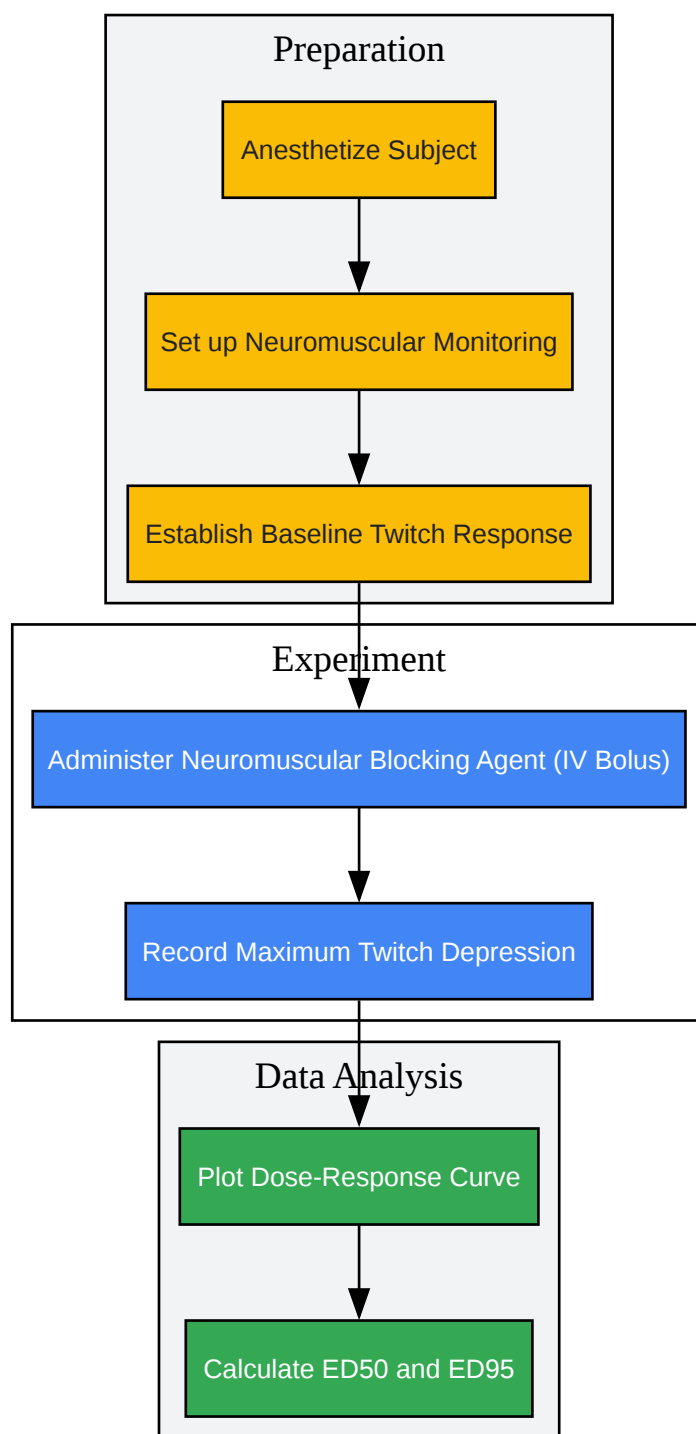 Preparation
Anesthetize Subject
Set up Neuromuscular Monitoring
Establish Baseline Twitch Response
Experiment
Administer Neuromuscular Blocking Agent (IV Bolus)
Record Maximum Twitch Depression
Data Analysis
Plot Dose-Response Curve
Calculate ED50 and ED95